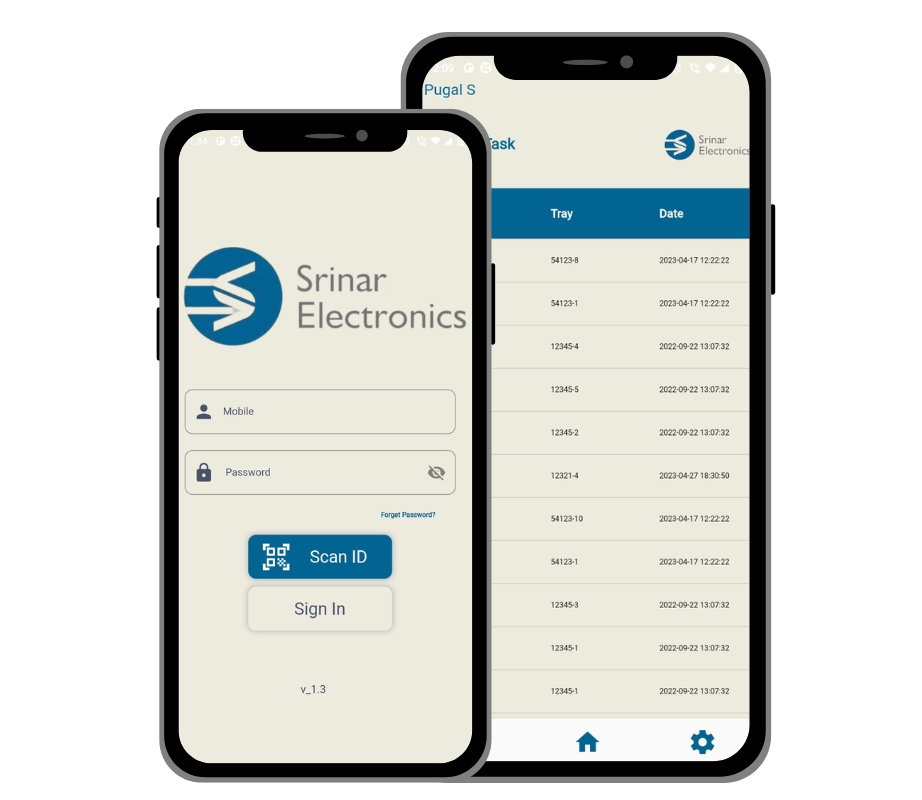 :34
Srinar
Electronics
Mobile
Password
Forget Password?
Scan ID
Sign In
v_1.3
:09
Pugal S
Task
Srinar
Electronics
Tray Date
54123-8 2023-04-17 12:22:22
54123-1 2023-04-17 12:22:22
12345-4 2022-09-22 13:07:32
12345-5 2022-09-22 13:07:32
12345-2 2022-09-22 13:07:32
12321-4 2023-04-27 18:30:50
54123-10 2023-04-17 12:22:22
54123-1 2023-04-17 12:22:22
12345-3 2022-09-22 13:07:32
12345-1 2022-09-22 13:07:32
12345-1 2022-09-22 13:07:32